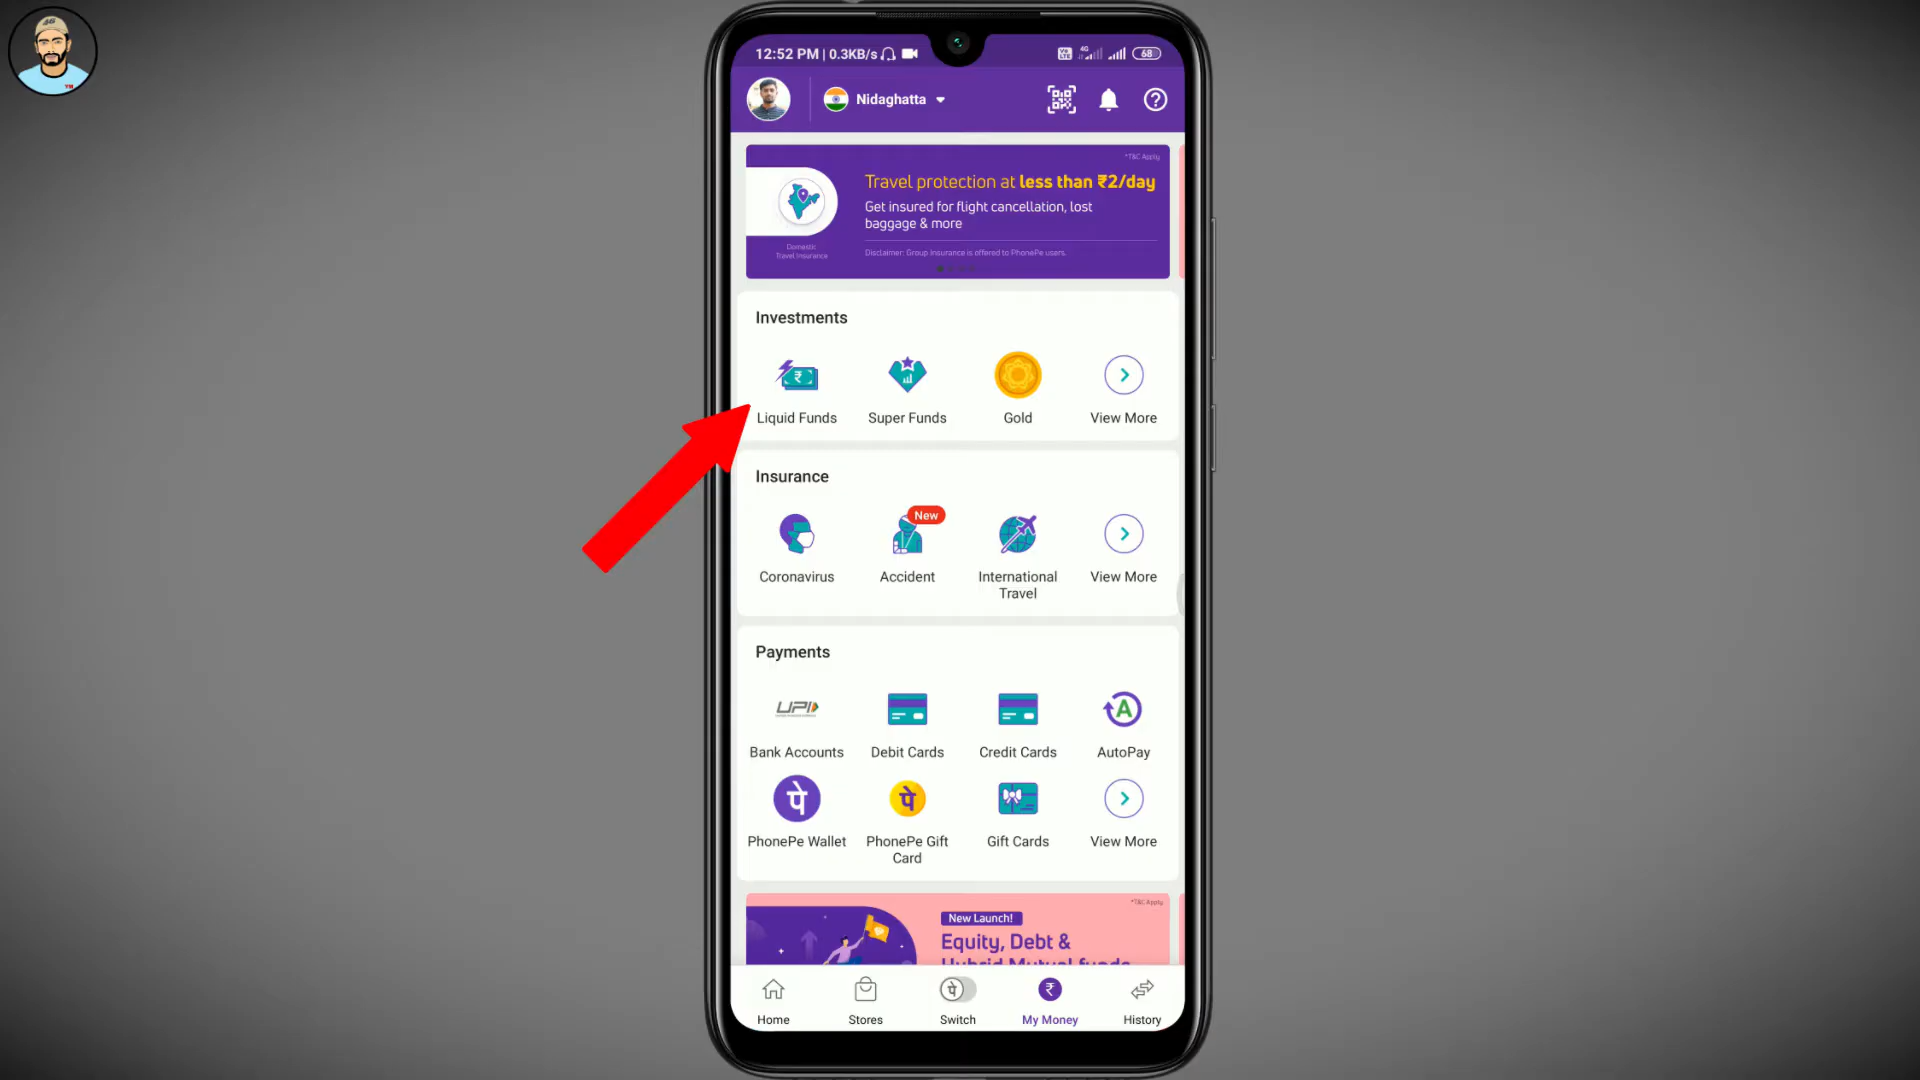 12:52 PM | 0.3KB/s
4G
68
Nidaghatta
*T&C Apply
Travel protection at less than ₹2/day
Get insured for flight cancellation, lost
baggage & more
Domestic
Travel Insurance
Disclaimer: Group Insurance is offered to PhonePe users.
Investments
Liquid Funds
Super Funds
Gold
View More
Insurance
New
Coronavirus
Accident
International
Travel
View More
Payments
UPI
Bank Accounts
Debit Cards
Credit Cards
A
AutoPay
पे
पे
PhonePe Wallet
PhonePe Gift
Card
Gift Cards
View More
*T&C Apply
New Launch!
Equity, Debt &
Hybrid Mutual funds
पे
₹
Home
Stores
Switch
My Money
History